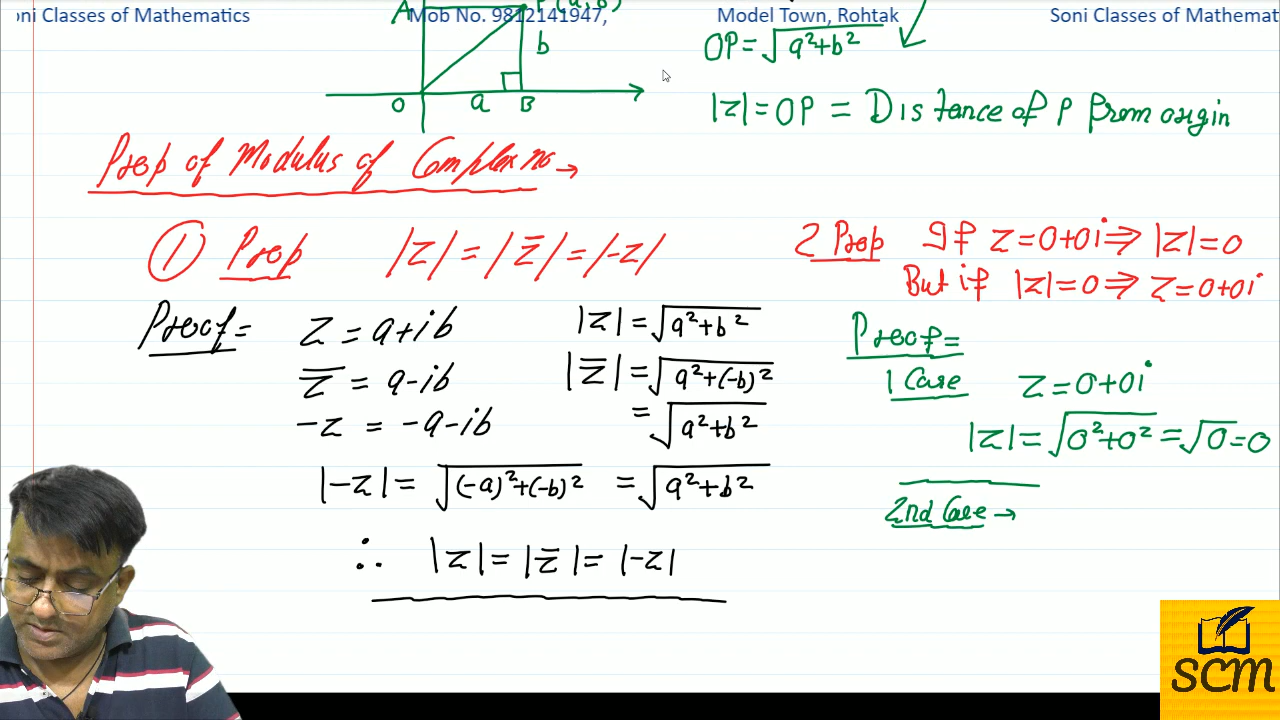 oni Classes of Mathematics Mob No. 9812141947, Model Town, Rohtak Soni Classes of Mathemat
A
b
O a B
OP = √a²+b²
|z| = OP = Distance of P from origin
Prop of Modulus of Complex no →
① Prop |z| = |z̅| = |-z|
Proof =
z = a+ib
z̅ = a-ib
-z = -a-ib
|z| = √a²+b²
|z̅| = √a²+(-b)²
= √a²+b²
|-z| = √(-a)²+(-b)² = √a²+b²
∴ |z| = |z̅| = |-z|
2 Prop If z = 0+0i ⇒ |z| = 0
But if |z| = 0 ⇒ z = 0+0i
Proof =
1 Case z = 0+0i
|z| = √0²+0² = √0 = 0
2nd Case →
SCM